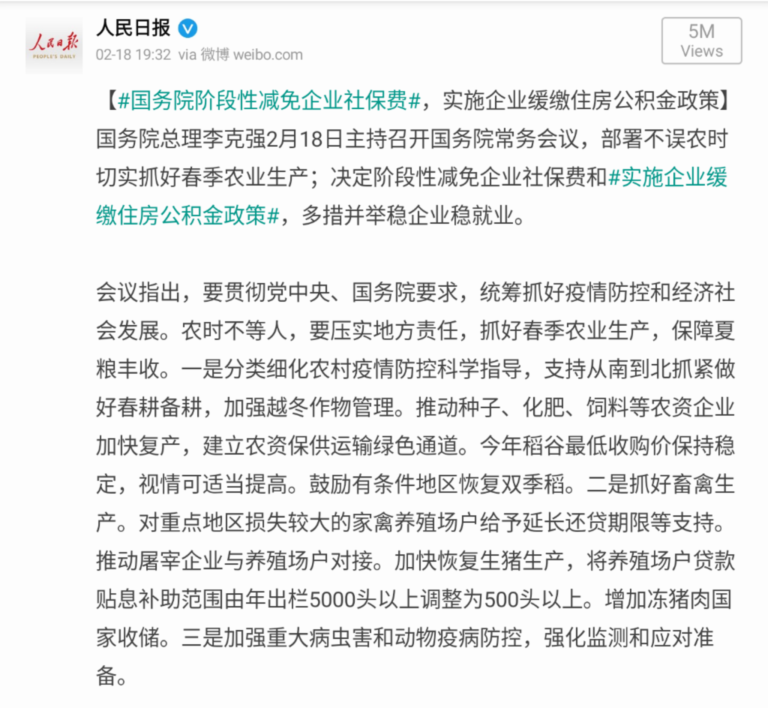 人民日报
PEOPLE'S DAILY
人民日报
02-18 19:32 via 微博 weibo.com
5M
Views
【#国务院阶段性减免企业社保费#，实施企业缓缴住房公积金政策】
国务院总理李克强2月18日主持召开国务院常务会议，部署不误农时
切实抓好春季农业生产；决定阶段性减免企业社保费和#实施企业缓
缴住房公积金政策#，多措并举稳企业稳就业。
会议指出，要贯彻党中央、国务院要求，统筹抓好疫情防控和经济社
会发展。农时不等人，要压实地方责任，抓好春季农业生产，保障夏
粮丰收。一是分类细化农村疫情防控科学指导，支持从南到北抓紧做
好春耕备耕，加强越冬作物管理。推动种子、化肥、饲料等农资企业
加快复产，建立农资保供运输绿色通道。今年稻谷最低收购价保持稳
定，视情可适当提高。鼓励有条件地区恢复双季稻。二是抓好畜禽生
产。对重点地区损失较大的家禽养殖场户给予延长还贷期限等支持。
推动屠宰企业与养殖场户对接。加快恢复生猪生产，将养殖场户贷款
贴息补助范围由年出栏5000头以上调整为500头以上。增加冻猪肉国
家收储。三是加强重大病虫害和动物疫病防控，强化监测和应对准
备。